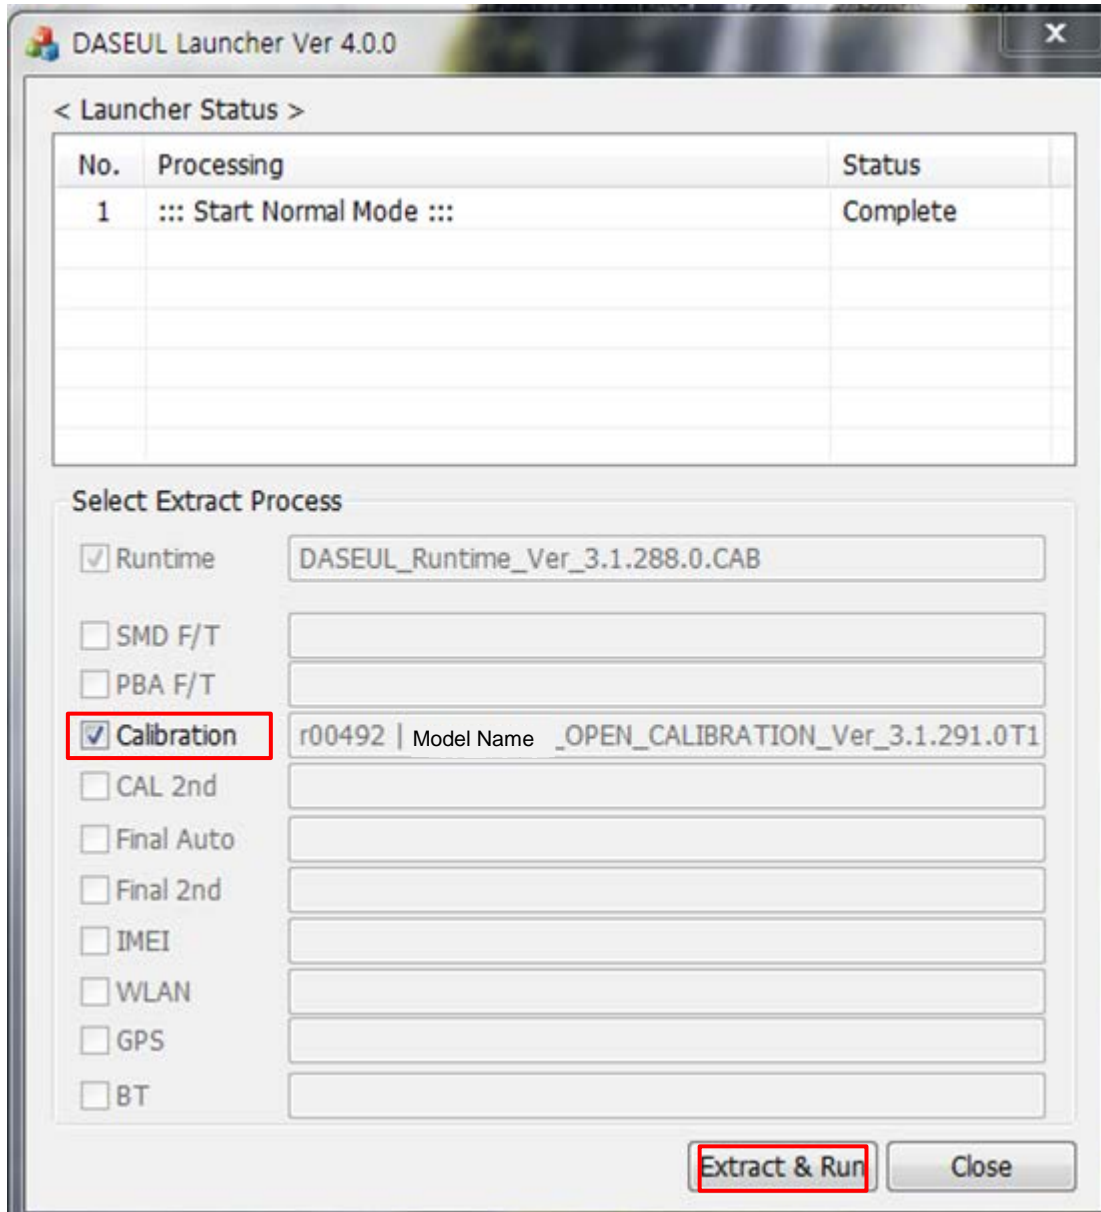 DASEUL Launcher Ver 4.0.0
x
< Launcher Status >
No. Processing Status
1 ::: Start Normal Mode ::: Complete
Select Extract Process
Runtime DASEUL_Runtime_Ver_3.1.288.0.CAB
SMD F/T
PBA F/T
Calibration r00492 | Model Name _OPEN_CALIBRATION_Ver_3.1.291.0T1
CAL 2nd
Final Auto
Final 2nd
IMEI
WLAN
GPS
BT
Extract & Run Close